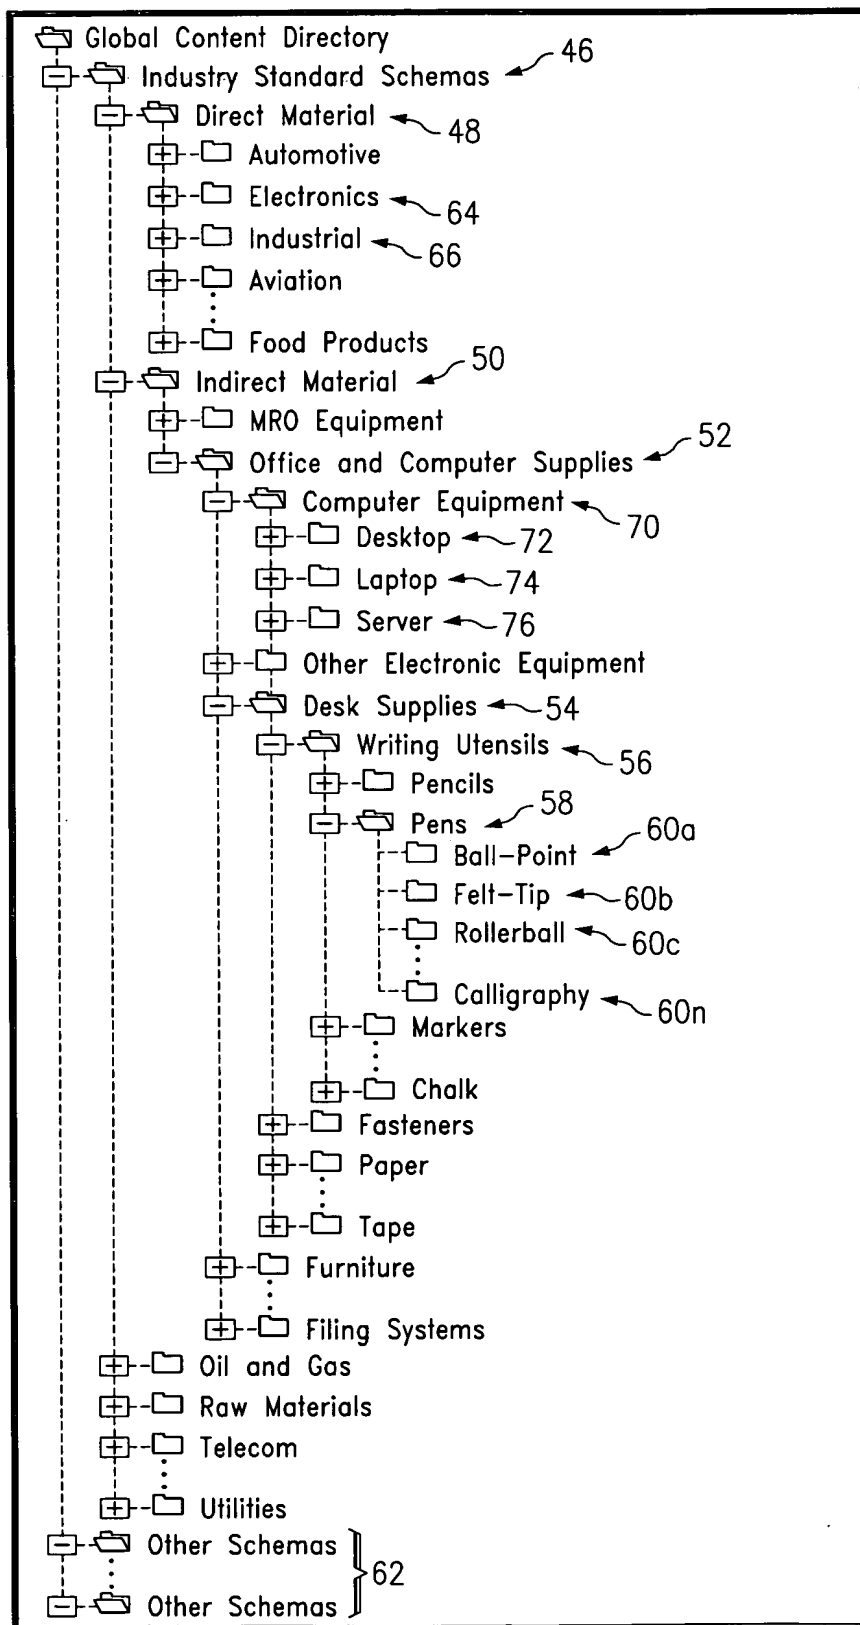 Global Content Directory
Industry Standard Schemas 46
Direct Material 48
Automotive
Electronics 64
Industrial 66
Aviation
Food Products
Indirect Material 50
MRO Equipment
Office and Computer Supplies 52
Computer Equipment 70
Desktop 72
Laptop 74
Server 76
Other Electronic Equipment
Desk Supplies 54
Writing Utensils 56
Pencils
Pens 58
Ball-Point 60a
Felt-Tip 60b
Rollerball 60c
Calligraphy 60n
Markers
Chalk
Fasteners
Paper
Tape
Furniture
Filing Systems
Oil and Gas
Raw Materials
Telecom
Utilities
Other Schemas
62
Other Schemas